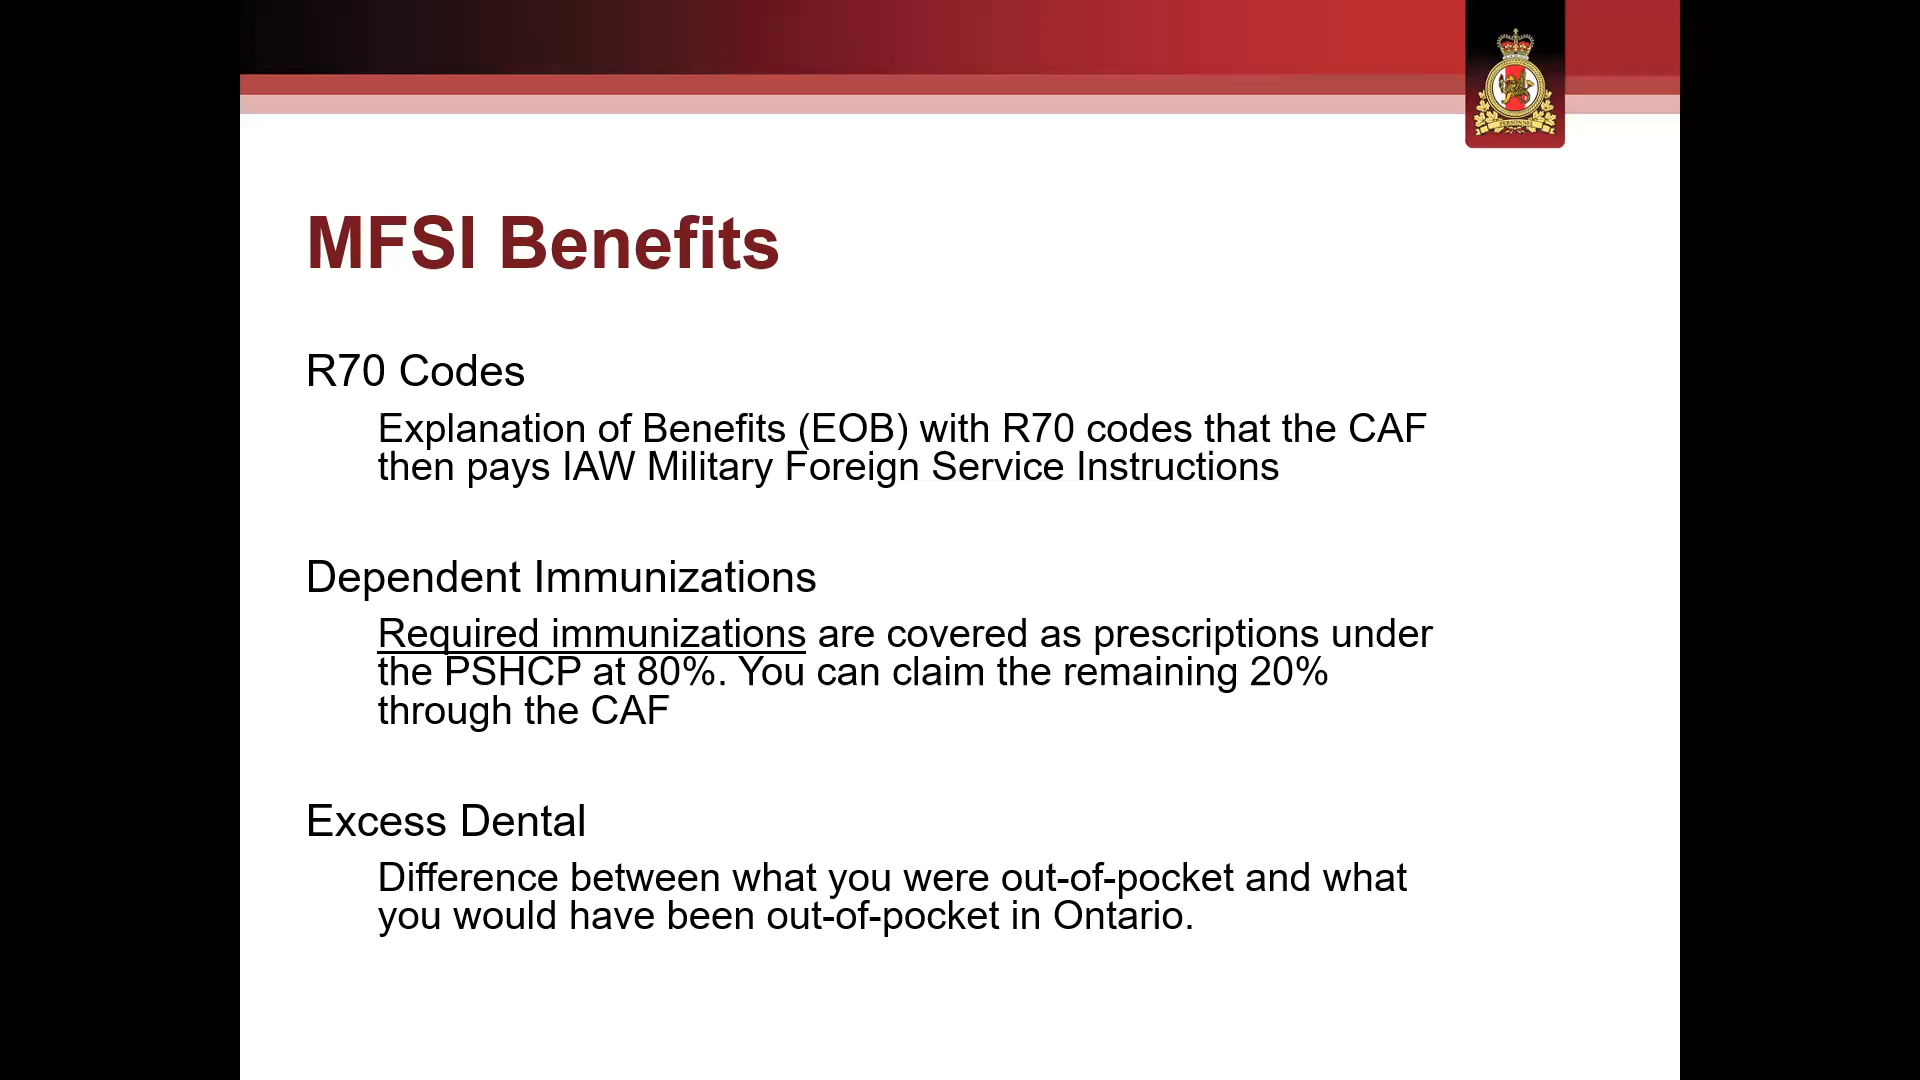 MFSI Benefits
R70 Codes
Explanation of Benefits (EOB) with R70 codes that the CAF
then pays IAW Military Foreign Service Instructions
Dependent Immunizations
Required immunizations are covered as prescriptions under
the PSHCP at 80%. You can claim the remaining 20%
through the CAF
Excess Dental
Difference between what you were out-of-pocket and what
you would have been out-of-pocket in Ontario.